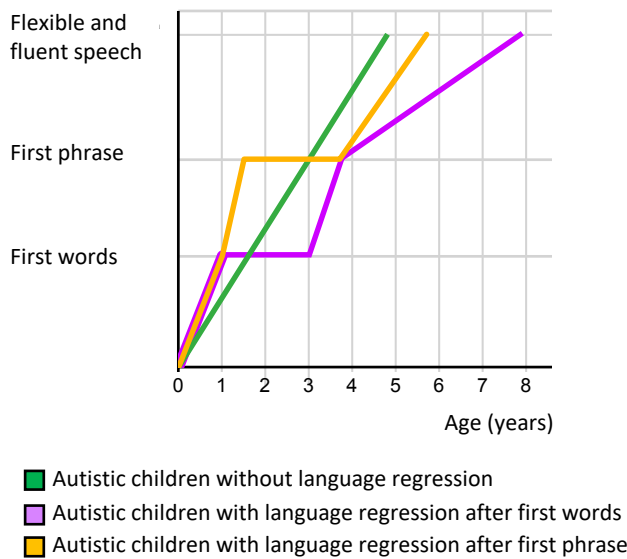 Flexible and
fluent speech
First phrase
First words
0 1 2 3 4 5 6 7 8
Age (years)
Autistic children without language regression
Autistic children with language regression after first words
Autistic children with language regression after first phrase